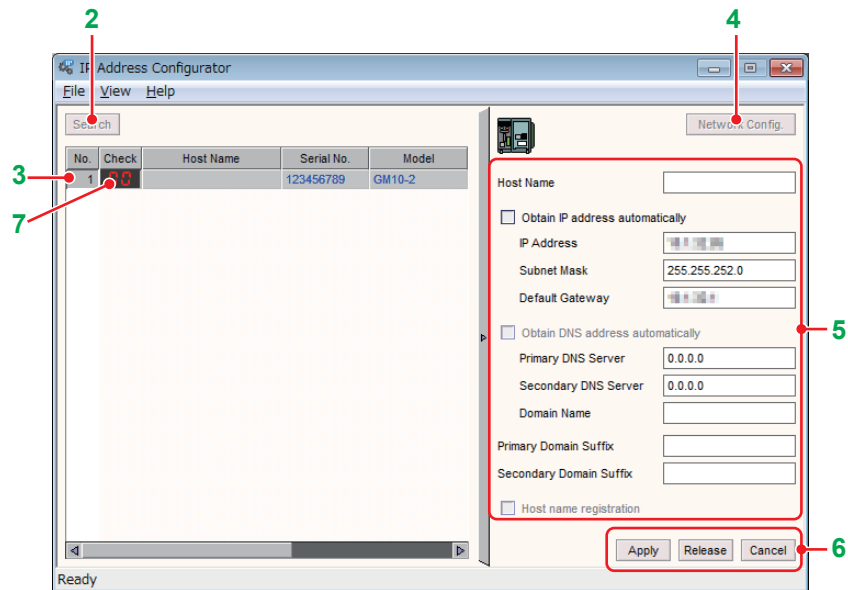 2
4
IP Address Configurator
File View Help
Search
Network Config.
No. Check Host Name Serial No. Model
3
1 00 123456789 GM10-2
7
Host Name
Obtain IP address automatically
IP Address
Subnet Mask 255.255.252.0
Default Gateway
5
Obtain DNS address automatically
Primary DNS Server 0.0.0.0
Secondary DNS Server 0.0.0.0
Domain Name
Primary Domain Suffix
Secondary Domain Suffix
Host name registration
Apply Release Cancel
6
Ready